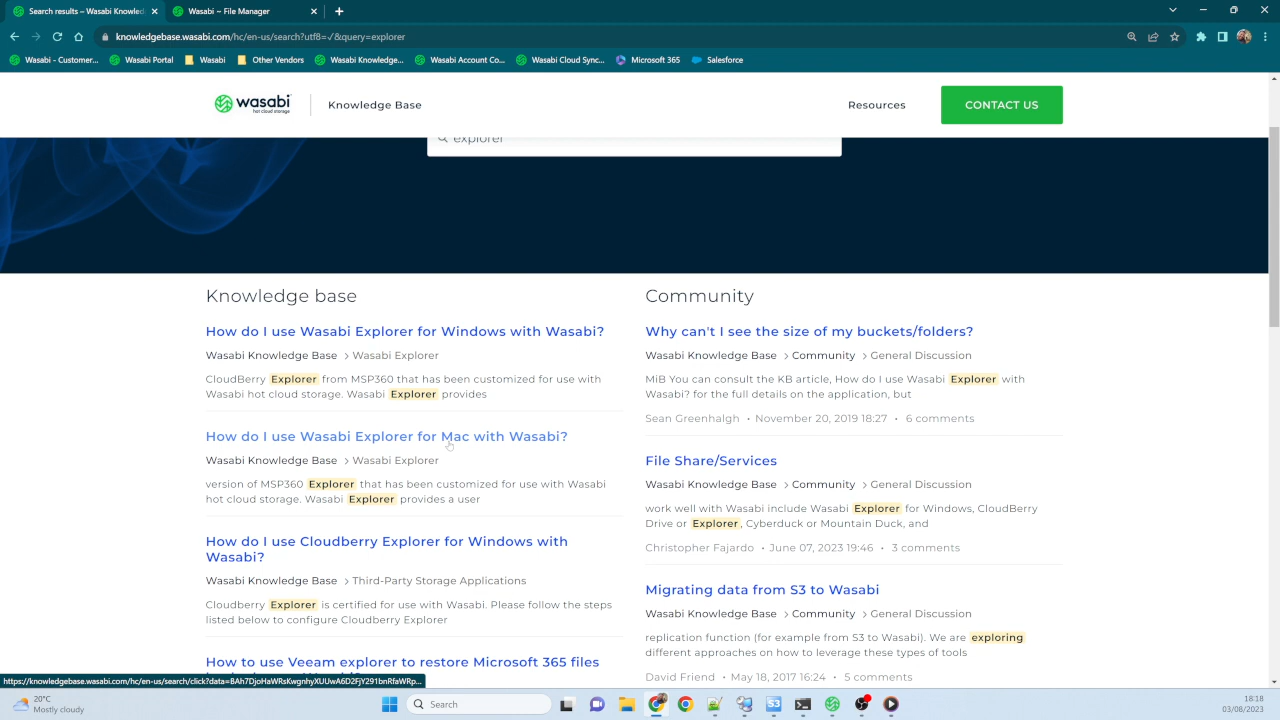 Search results – Wasabi Knowled
Wasabi – File Manager
knowledgebase.wasabi.com/hc/en-us/search?utf8=✓&query=explorer
Wasabi - Customer...
Wasabi Portal
Wasabi
Other Vendors
Wasabi Knowledge...
Wasabi Account Co...
Wasabi Cloud Sync...
Microsoft 365
Salesforce
wasabi
hot cloud storage
Knowledge Base
Resources
CONTACT US
explorer
Knowledge base
How do I use Wasabi Explorer for Windows with Wasabi?
Wasabi Knowledge Base > Wasabi Explorer
CloudBerry Explorer from MSP360 that has been customized for use with
Wasabi hot cloud storage. Wasabi Explorer provides
How do I use Wasabi Explorer for Mac with Wasabi?
Wasabi Knowledge Base > Wasabi Explorer
version of MSP360 Explorer that has been customized for use with Wasabi
hot cloud storage. Wasabi Explorer provides a user
How do I use Cloudberry Explorer for Windows with
Wasabi?
Wasabi Knowledge Base > Third-Party Storage Applications
Cloudberry Explorer is certified for use with Wasabi. Please follow the steps
listed below to configure Cloudberry Explorer
How to use Veeam explorer to restore Microsoft 365 files
Community
Why can't I see the size of my buckets/folders?
Wasabi Knowledge Base > Community > General Discussion
MiB You can consult the KB article, How do I use Wasabi Explorer with
Wasabi? for the full details on the application, but
Sean Greenhalgh • November 20, 2019 18:27 • 6 comments
File Share/Services
Wasabi Knowledge Base > Community > General Discussion
work well with Wasabi include Wasabi Explorer for Windows, CloudBerry
Drive or Explorer, Cyberduck or Mountain Duck, and
Christopher Fajardo • June 07, 2023 19:46 • 3 comments
Migrating data from S3 to Wasabi
Wasabi Knowledge Base > Community > General Discussion
replication function (for example from S3 to Wasabi). We are exploring
different approaches on how to leverage these types of tools
David Friend • May 18, 2017 16:24 • 5 comments
https://knowledgebase.wasabi.com/hc/en-us/search/click?data=BAh7DjoHaWRsKwgnhyXUUwA6D2FjY291bnRfaWRp...
20°C
Mostly cloudy
Search
18:18
03/08/2023